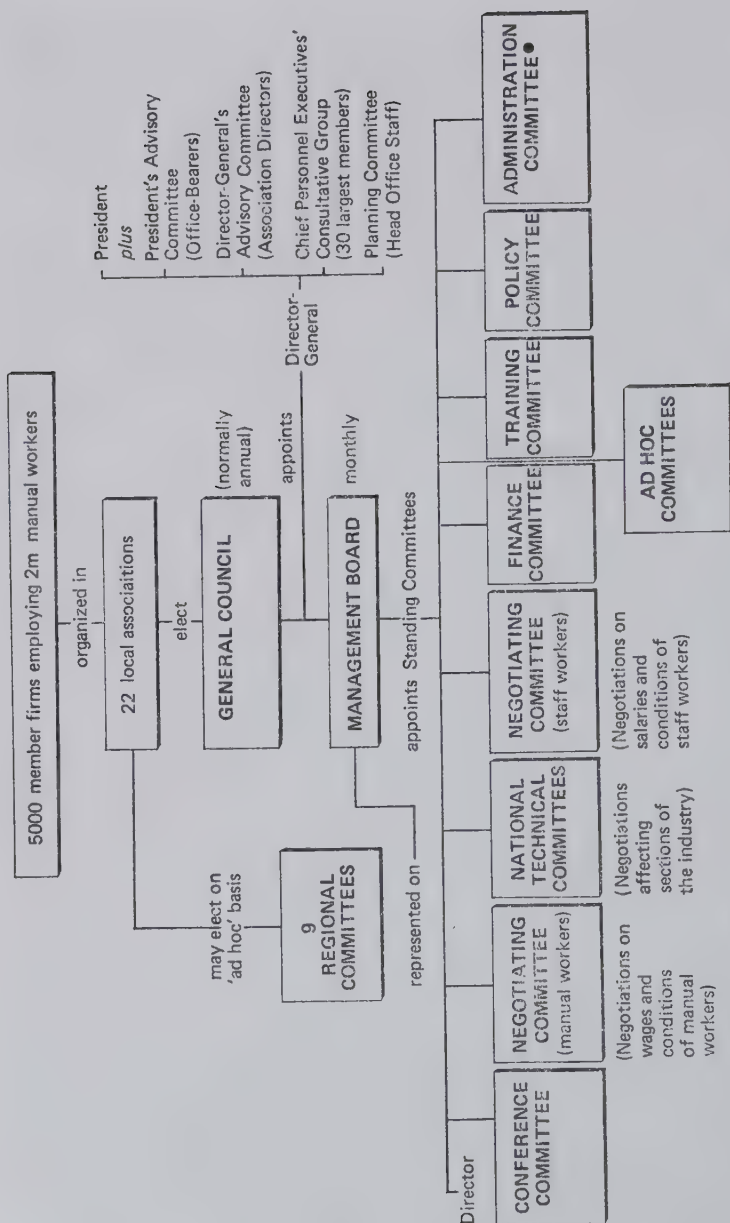 5000 member firms employing 2m manual workers
organized in
22 local associaitions
elect
may elect on
'ad hoc' basis
9
REGIONAL
COMMITTEES
GENERAL COUNCIL
(normally
annual)
appoints
Director-
General
President
plus
President's Advisory
Committee
(Office-Bearers)
Director-General's
Advisory Committee
(Association Directors)
Chief Personnel Executives'
Consultative Group
(30 largest members)
Planning Committee
(Head Office Staff)
MANAGEMENT BOARD
monthly
represented on
appoints Standing Committees
Director
CONFERENCE
COMMITTEE
NEGOTIATING
COMMITTEE
(manual workers)
(Negotiations on
wages and
conditions
of manual
workers)
NATIONAL
TECHNICAL
COMMITTEES
(Negotiations
affecting
sections of
the industry)
NEGOTIATING
COMMITTEE
(staff workers)
(Negotiations on
salaries and
conditions of
staff workers)
FINANCE
COMMITTEE
TRAINING
COMMITTEE
POLICY
COMMITTEE
ADMINISTRATION
COMMITTEE●
AD HOC
COMMITTEES